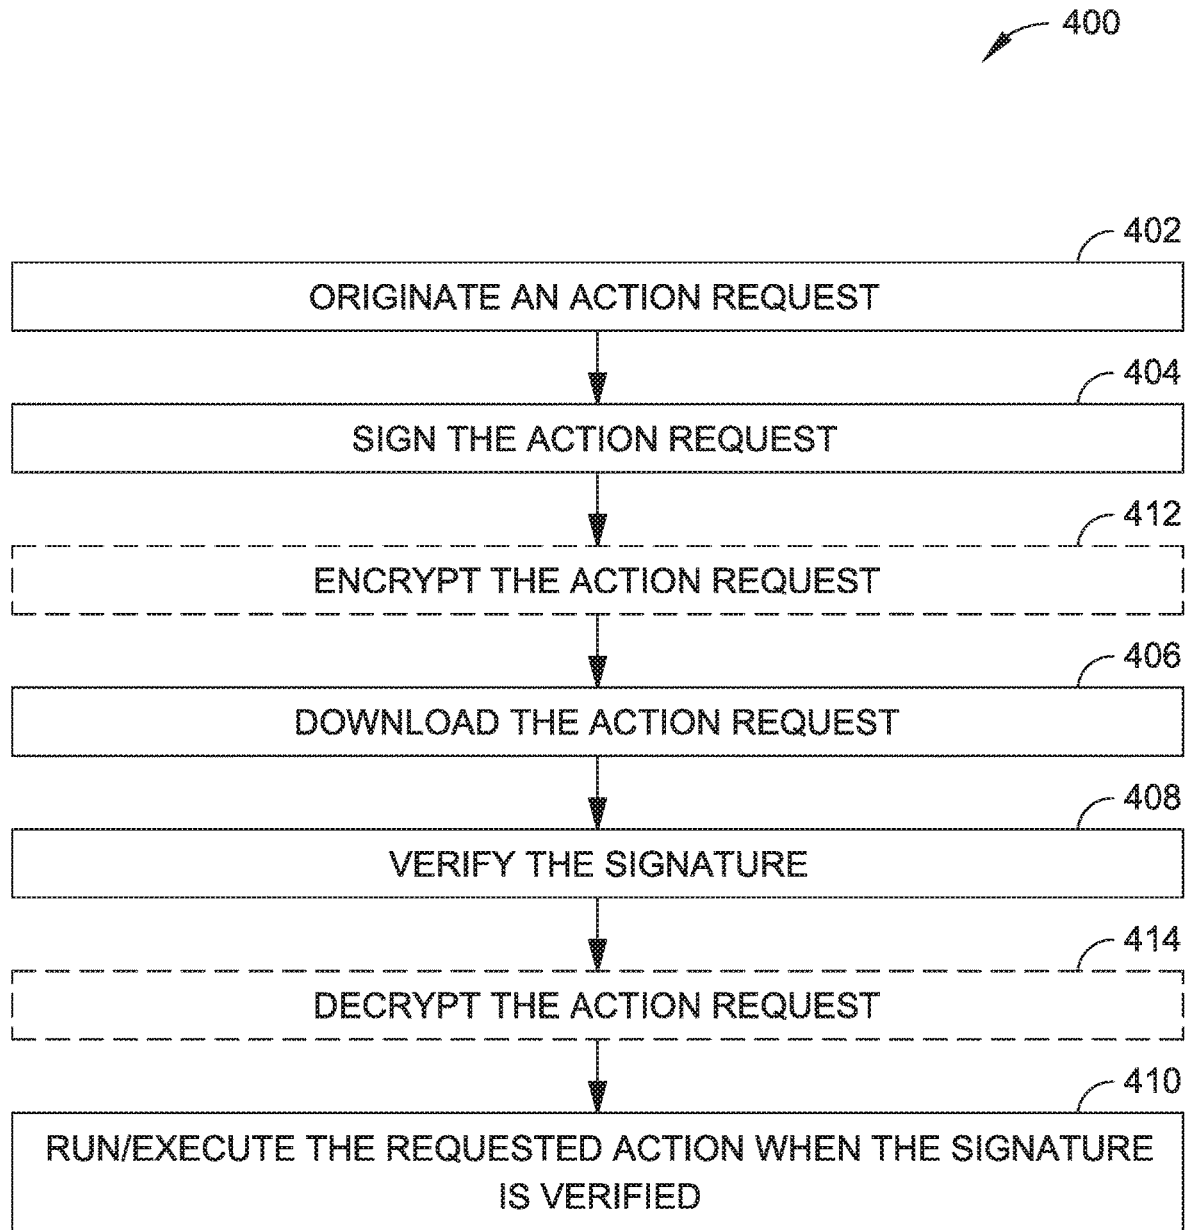 400
402
ORIGINATE AN ACTION REQUEST
404
SIGN THE ACTION REQUEST
412
ENCRYPT THE ACTION REQUEST
406
DOWNLOAD THE ACTION REQUEST
408
VERIFY THE SIGNATURE
414
DECRYPT THE ACTION REQUEST
410
RUN/EXECUTE THE REQUESTED ACTION WHEN THE SIGNATURE
IS VERIFIED